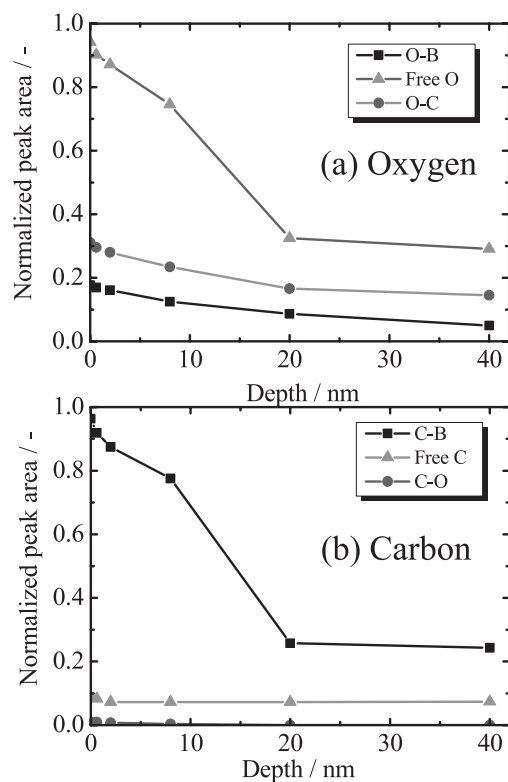 1.0
0.8
0.6
0.4
0.2
0.0
Normalized peak area / -
O-B
Free O
O-C
(a) Oxygen
0 10 20 30 40
Depth / nm
1.0
0.8
0.6
0.4
0.2
0.0
Normalized peak area / -
C-B
Free C
C-O
(b) Carbon
0 10 20 30 40
Depth / nm